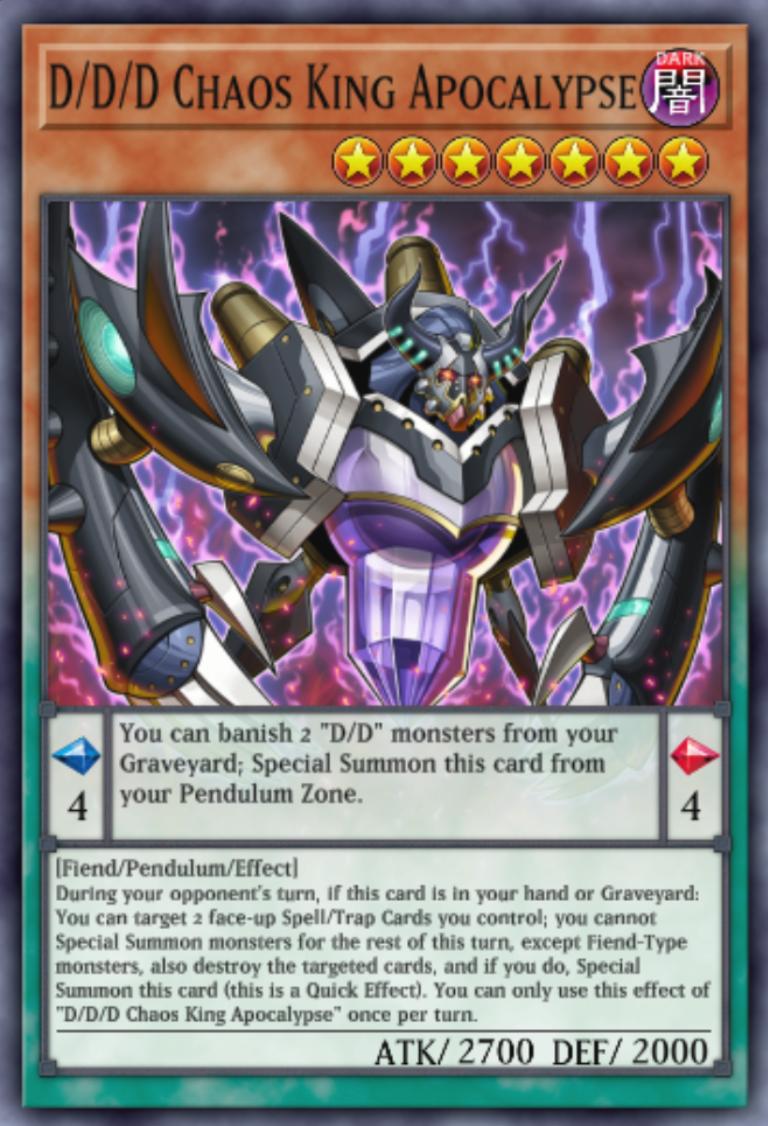 D/D/D Chaos King Apocalypse
DARK
闇
You can banish 2 "D/D" monsters from your
Graveyard; Special Summon this card from
your Pendulum Zone.
4
4
[Fiend/Pendulum/Effect]
During your opponent's turn, if this card is in your hand or Graveyard:
You can target 2 face-up Spell/Trap Cards you control; you cannot
Special Summon monsters for the rest of this turn, except Fiend-Type
monsters, also destroy the targeted cards, and if you do, Special
Summon this card (this is a Quick Effect). You can only use this effect of
"D/D/D Chaos King Apocalypse" once per turn.
ATK/ 2700 DEF/ 2000